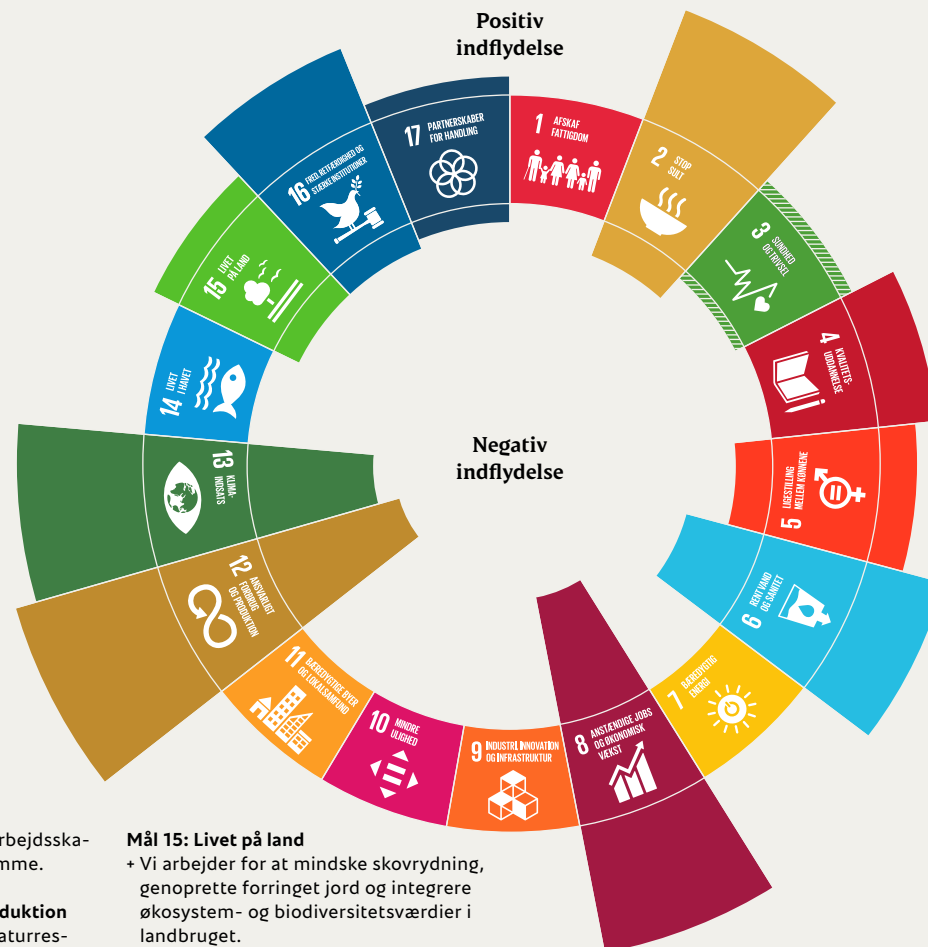 Positiv
indflydelse
1 AFSKAF
FATTIGDOM
2 STOP
SULT
3 SUNDHED
OG TRIVSEL
4 KVALITETS-
UDDANNELSE
5 LIGESTILLING
MELLEM KØNNENE
6 RENT VAND
OG SANITET
7 BÆREDYGTIG
ENERGI
8 ANSTÆNDIGE JOBS
OG ØKONOMISK
VÆKST
9 INDUSTRI, INNOVATION
OG INFRASTRUKTUR
10 MINDRE
ULIGHED
11 BÆREDYGTIGE BYER
OG LOKALSAMFUND
12 ANSVARLIGT
FORBRUG
OG PRODUKTION
13 KLIMA-
INDSATS
14 LIVET
I HAVET
15 LIVET
PÅ LAND
16 FRED, RETFÆRDIGHED OG
STÆRKE INSTITUTIONER
17 PARTNERSKABER
FOR HANDLING
Negativ
indflydelse
rbejdsska-
mme.
duktion
aturres-
Mål 15: Livet på land
+ Vi arbejder for at mindske skovrydning,
genoprette forringet jord og integrere
økosystem- og biodiversitetsværdier i
landbruget.